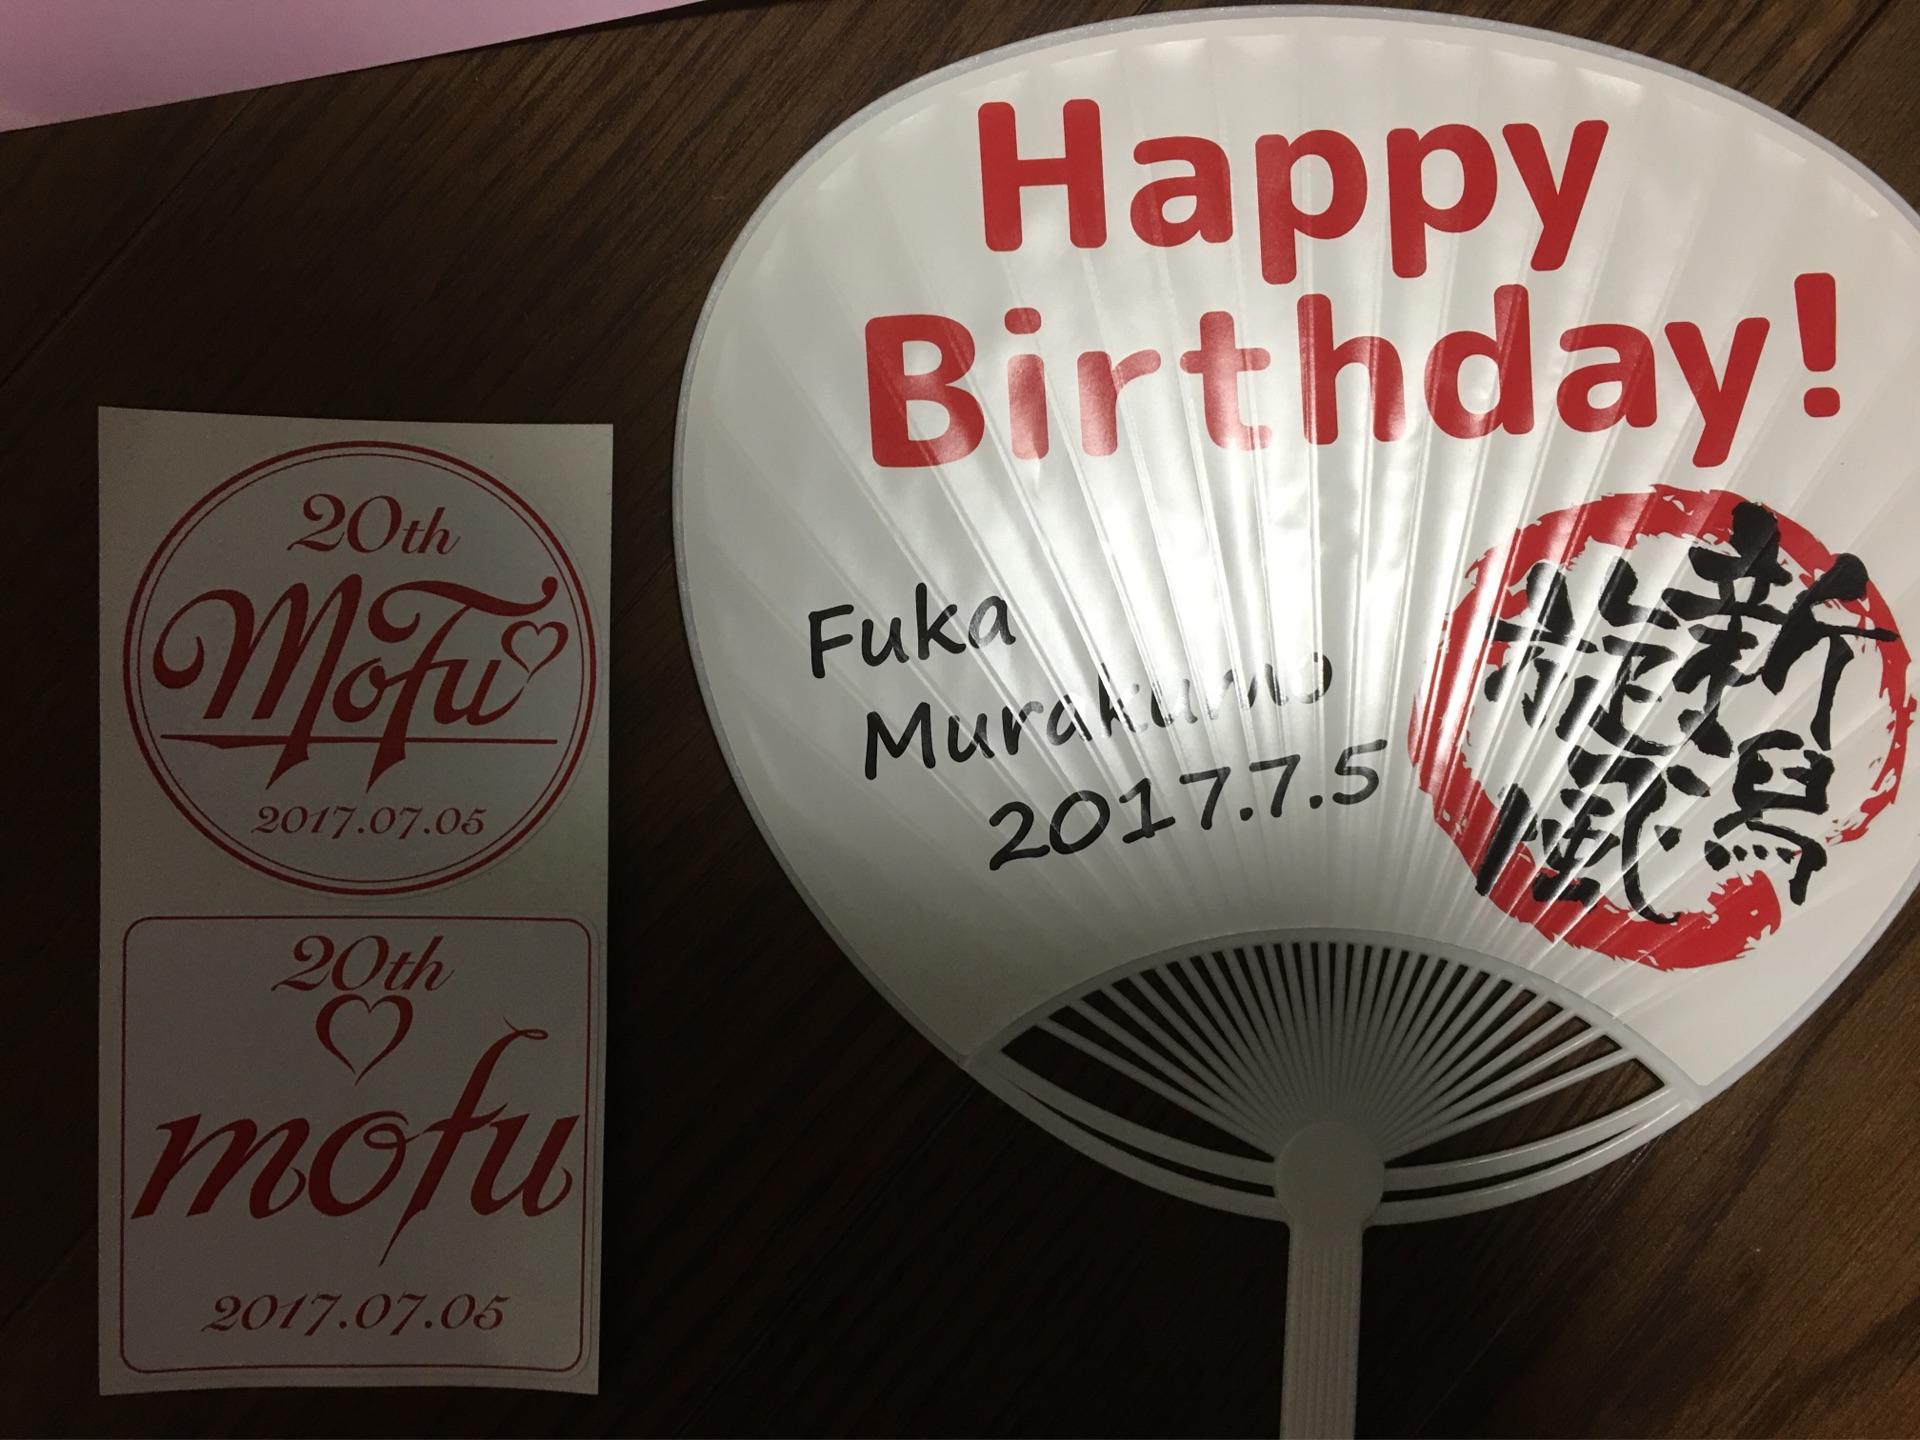 20th
Mofu
2017.07.05
20th
mofu
2017.07.05
Happy
Birthday!
Fuka
Murakumo
2017.7.5
新潟
旋風